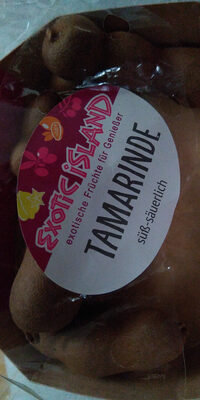 EXOTIC ISLAND
exotische Früchte für Genießer
TAMARINDE
süß-säuerlich